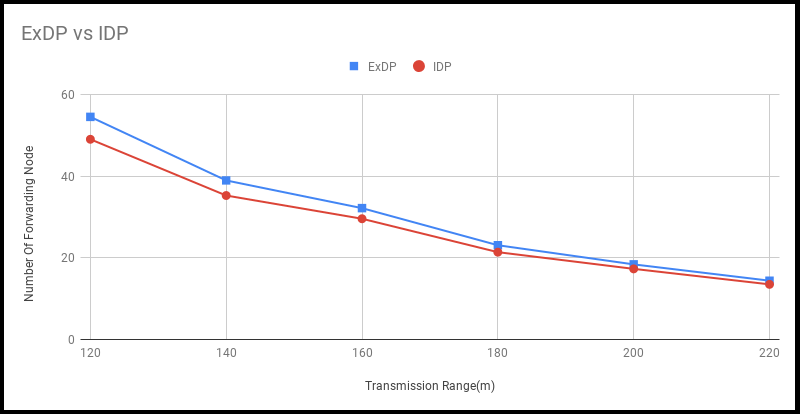 ExDP vs IDP
ExDP IDP
Number Of Forwarding Node
60
40
20
0
120 140 160 180 200 220
Transmission Range(m)